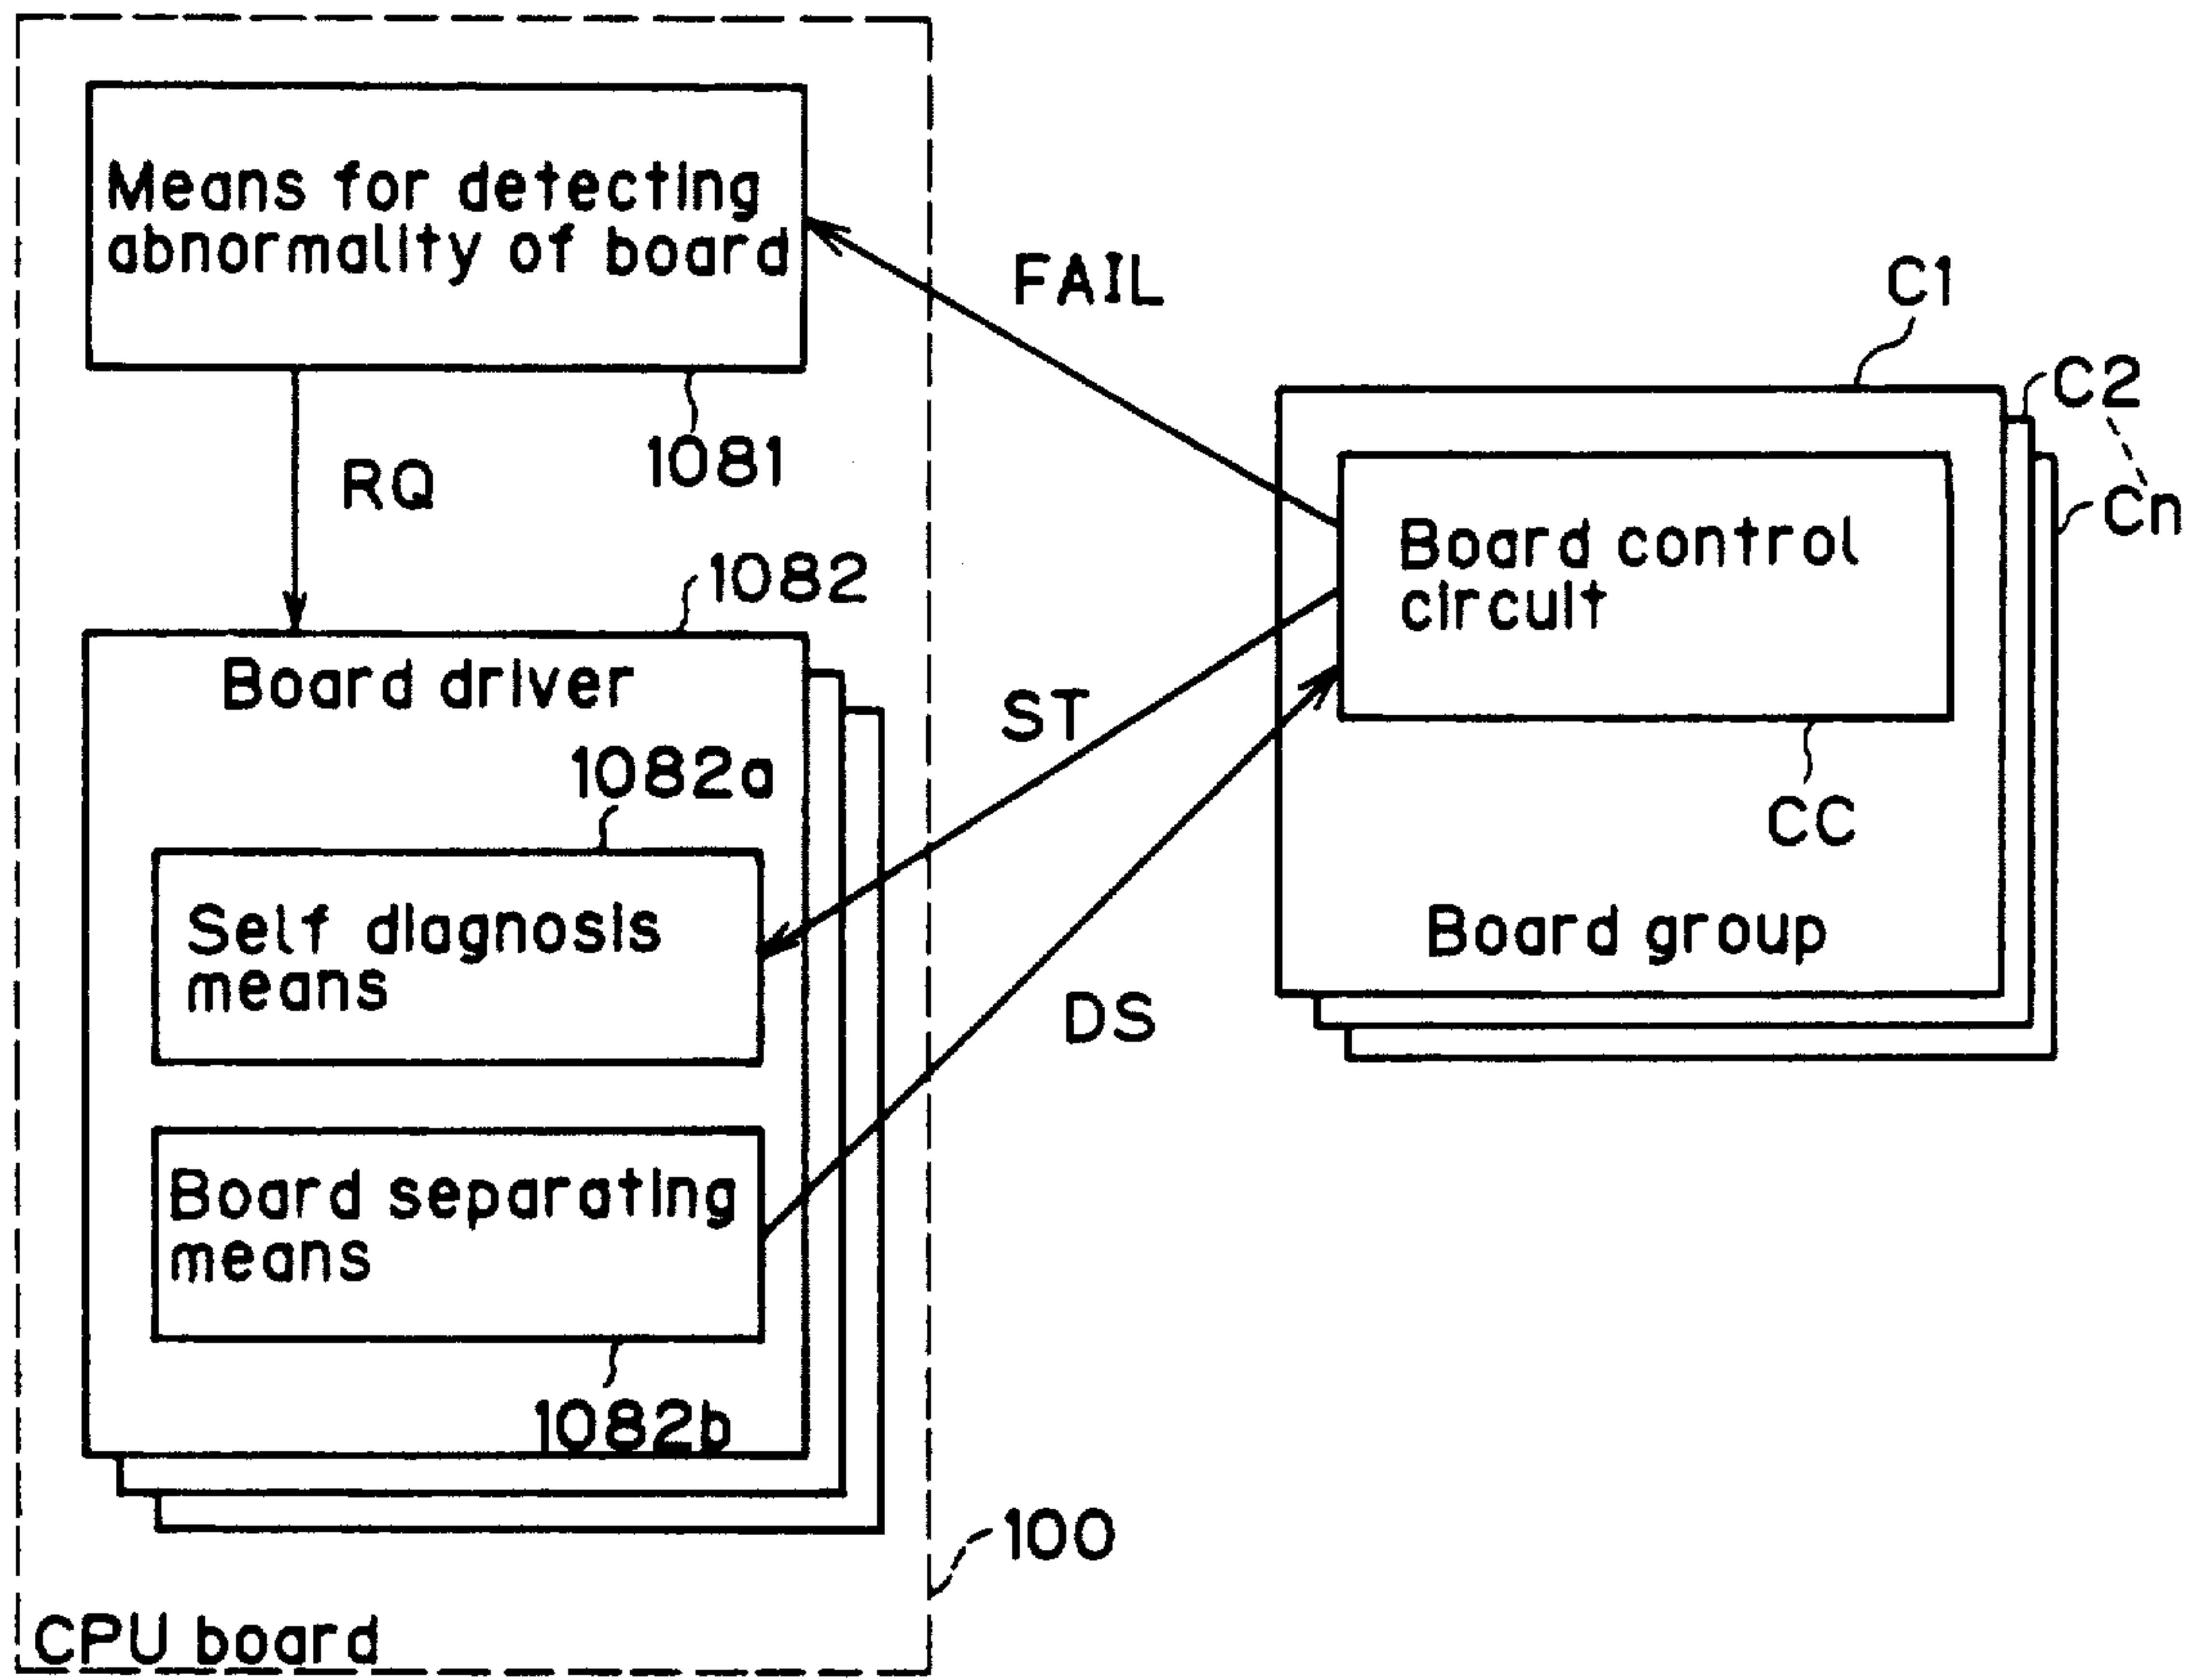 Means for detecting
abnormality of board
FAIL
C1
C2
Cn
1081
RQ
Board control
circuit
1082
Board driver
ST
1082a
CC
Self diagnosis
means
Board group
DS
Board separating
means
1082b
100
CPU board